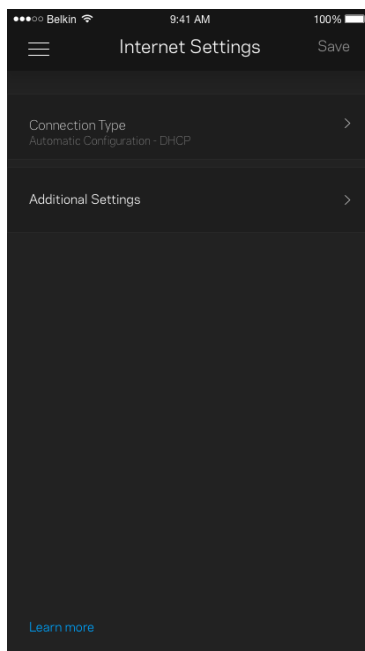 Belkin 9:41 AM 100%
Internet Settings Save
Connection Type
Automatic Configuration - DHCP
Additional Settings
Learn more